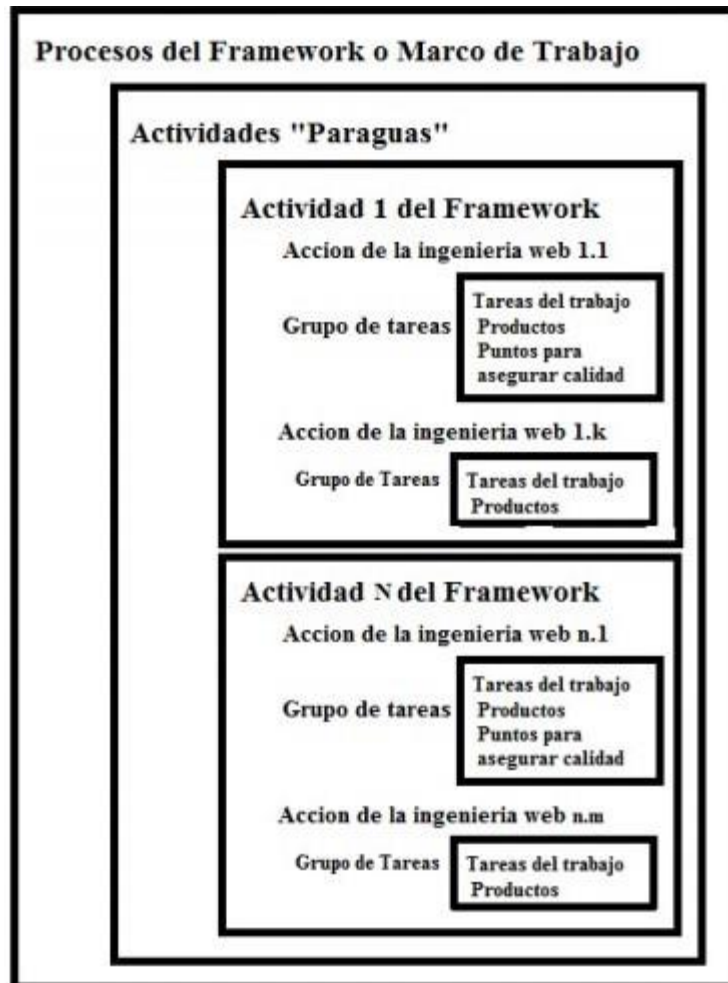 Procesos del Framework o Marco de Trabajo
Actividades "Paraguas"
Actividad 1 del Framework
Accion de la ingenieria web 1.1
Grupo de tareas
Tareas del trabajo
Productos
Puntos para
asegurar calidad
Accion de la ingenieria web 1.k
Grupo de Tareas
Tareas del trabajo
Productos
Actividad N del Framework
Accion de la ingenieria web n.1
Grupo de tareas
Tareas del trabajo
Productos
Puntos para
asegurar calidad
Accion de la ingenieria web n.m
Grupo de Tareas
Tareas del trabajo
Productos